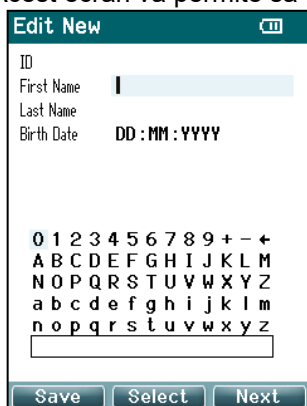 Edit New
ID
First Name
Last Name
Birth Date DD:MM:YYYY
0 1 2 3 4 5 6 7 8 9 + - ←
A B C D E F G H I J K L M
N O P Q R S T U V W X Y Z
a b c d e f g h i j k l m
n o p q r s t u v w x y z
Save Select Next